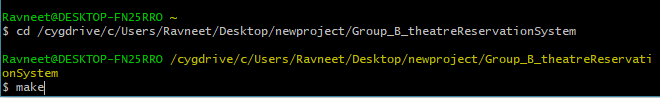 Ravneet@DESKTOP-FN25RRO ~
$ cd /cygdrive/c/Users/Ravneet/Desktop/newproject/Group_B_theatreReservationSystem
Ravneet@DESKTOP-FN25RRO /cygdrive/c/Users/Ravneet/Desktop/newproject/Group_B_theatreReservati
onSystem
$ make